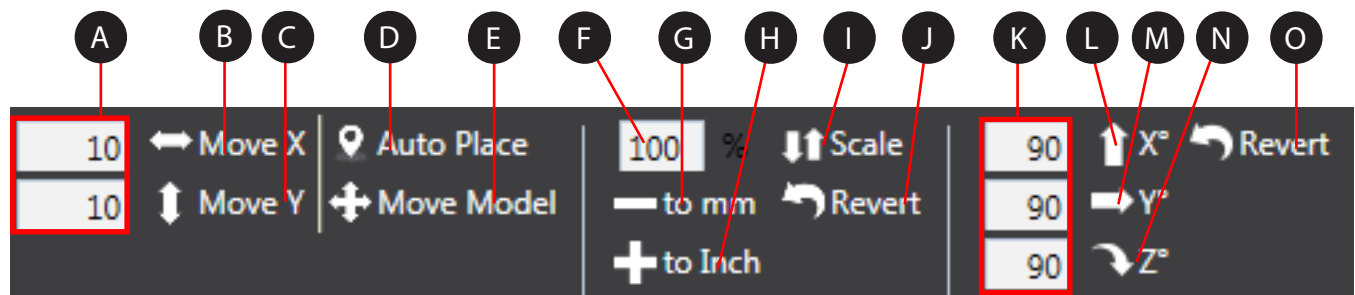 A B C D E F G H I J K L M N O
10 Move X Auto Place 100 % Scale 90 X° Revert
10 Move Y Move Model to mm Revert 90 Y°
to Inch 90 Z°